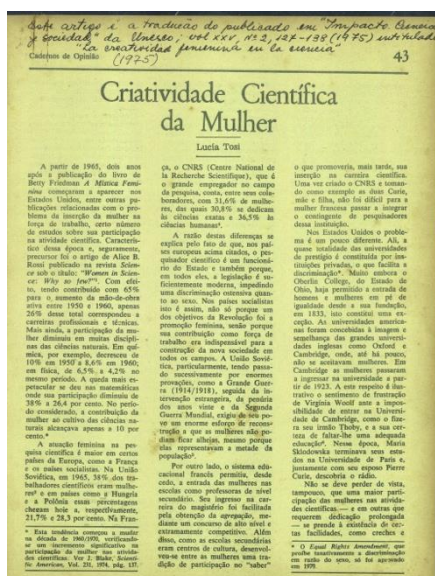 Este artigo é a tradução do publicado em "Impacto Ciencia
y sociedad" da Unesco, vol XXV, Nº 2, 127-138 (1975) intitulado
"La creatividad femenina en la ciencia"
Cadernos de Opinião
(1975)
43
Criatividade Científica
da Mulher
Lucia Tosi
A partir de 1965, dois anos
após a publicação do livro de
Betty Friedman A Mística Femi-
nina começaram a aparecer nos
Estados Unidos, entre outras pu-
blicações relacionadas com o pro-
blema da inserção da mulher na
força de trabalho, certo número
de estudos sobre sua participação
na atividade científica. Caracterís-
tico dessa época e, seguramente,
precursor foi o artigo de Alice B.
Rossi publicado na revista Scien-
ce sob o título: "Women in Scien-
ce: Why so few?". Com efei-
to, tendo contribuído com 65%
para o aumento da mão-de-obra
ativa entre 1950 e 1960, apenas
26% desse total correspondeu a
carreiras profissionais e técnicas.
Mais ainda, a participação da mu-
lher diminuiu em muitas discipli-
nas das ciências naturais. Em quí-
mica, por exemplo, decresceu de
10% em 1950 a 8,6% em 1960;
em física, de 6,5% a 4,2% no
mesmo período. A queda mais es-
petacular se deu nas matemáticas
onde sua participação diminuiu de
38% a 26,4 por cento. No perío-
do considerado, a contribuição da
mulher ao cultivo das ciências na-
turais alcançava apenas a 10 por
cento.*
A situação feminina na pes-
quisa científica é maior em certos
países da Europa, como a França
e os países socialistas. Na União
Soviética, em 1965, 38% dos tra-
balhadores científicos eram mulhe-
res e em países como a Hungria
e a Polônia essas porcentagens
chegam hoje a, respectivamente,
21,7% e 28,3 por cento. Na Fran-
* Esta tendência começou a mudar
na década de 1960/1970, verificando-
se um incremento significativo na
participação da mulher nas ativida-
des científicas. Ver J. Blake, Scienti-
fic American, Vol. 231, 1974, pág. 137.
ça, o CNRS (Centre National de
la Recherche Scientifique), que é
o grande empregador no campo
da pesquisa, conta, entre seus cola-
boradores, com 31,6% de mulhe-
res, das quais 30,8% se dedicam
às ciências exatas e 36,5% às
ciências humanas.
A razão destas diferenças se
explica pelo fato de que, nos paí-
ses europeus acima citados, o pes-
quisador científico é um funcioná-
rio do Estado e também porque,
em todos eles, a legislação é su-
ficientemente moderna, impedindo
uma discriminação ostensiva quan-
to ao sexo. Nos países socialistas
isto é assim, não só porque um
dos objetivos da Revolução foi a
promoção feminina, senão porque
sua contribuição como força de
trabalho era indispensável para a
construção da nova sociedade em
todos os campos. A União Sovié-
tica, particularmente, tendo passa-
do sucessivamente por enormes
provações, como a Grande Guer-
ra (1914/1918), seguida da in-
tervenção estrangeira, da penúria
dos anos vinte e da Segunda
Guerra Mundial, exigiu de seu po-
vo um enorme esforço de recons-
trução a que as mulheres não po-
diam ficar alheias, mesmo porque
elas representavam a metade da
população.
Por outro lado, o sistema edu-
cacional francês permitiu, desde
cedo, a entrada das mulheres nas
escolas como professoras de nível
secundário. Seu ingresso na car-
reira do magistério foi facilitada
pela obtenção da agregação, me-
diante um concurso de alto nível e
extremamente competitivo. Além
disso, como as escolas secundárias
eram centros de cultura, desenvol-
veu-se entre as mulheres uma tra-
dição de participação no "saber"
o que promoveria, mais tarde, sua
inserção na carreira científica.
Uma vez criado o CNRS e toman-
do como exemplo as duas Curie,
mãe e filha, não foi difícil para a
mulher francesa passar a integrar
o contingente de pesquisadores
dessa instituição.
Nos Estados Unidos o proble-
ma é um pouco diferente. Ali, a
quase totalidade das universidades
de prestígio é constituída por ins-
tituições privadas, o que facilita a
discriminação*. Muito embora o
Oberlin College, do Estado de
Ohio, haja permitido a entrada de
homens e mulheres em pé de
igualdade desde a sua fundação,
em 1833, isto constitui uma ex-
ceção. As universidades america-
nas foram concebidas à imagem e
semelhança das grandes universi-
dades inglesas como Oxford e
Cambridge, onde, até há pouco,
não se aceitavam mulheres. Em
Cambridge as mulheres passaram
a ingressar na universidade a par-
tir de 1923. A este respeito é ilus-
trativo o sentimento de frustração
de Virginia Woolf ante a impos-
sibilidade de entrar na Universi-
dade de Cambridge, como o fize-
ra seu irmão Thoby, e a sua cer-
teza de faltar-lhe uma adequada
educação. Nesse época, Maria
Sklodowska terminava seus estu-
dos na Universidade de Paris e,
juntamente com seu esposo Pierre
Curie, descobria o rádio.
Não se deve perder de vista,
tampouco, que uma maior parti-
cipação das mulheres nas ativida-
des científicas — e em outras que
requerem dedicação prolongada
— se prende à existência de cer-
tas facilidades, como creches e
* O Equal Rights Amendment, que
proíbe taxativamente a discriminação
em razão do sexo, só foi aprovado
em 1975.